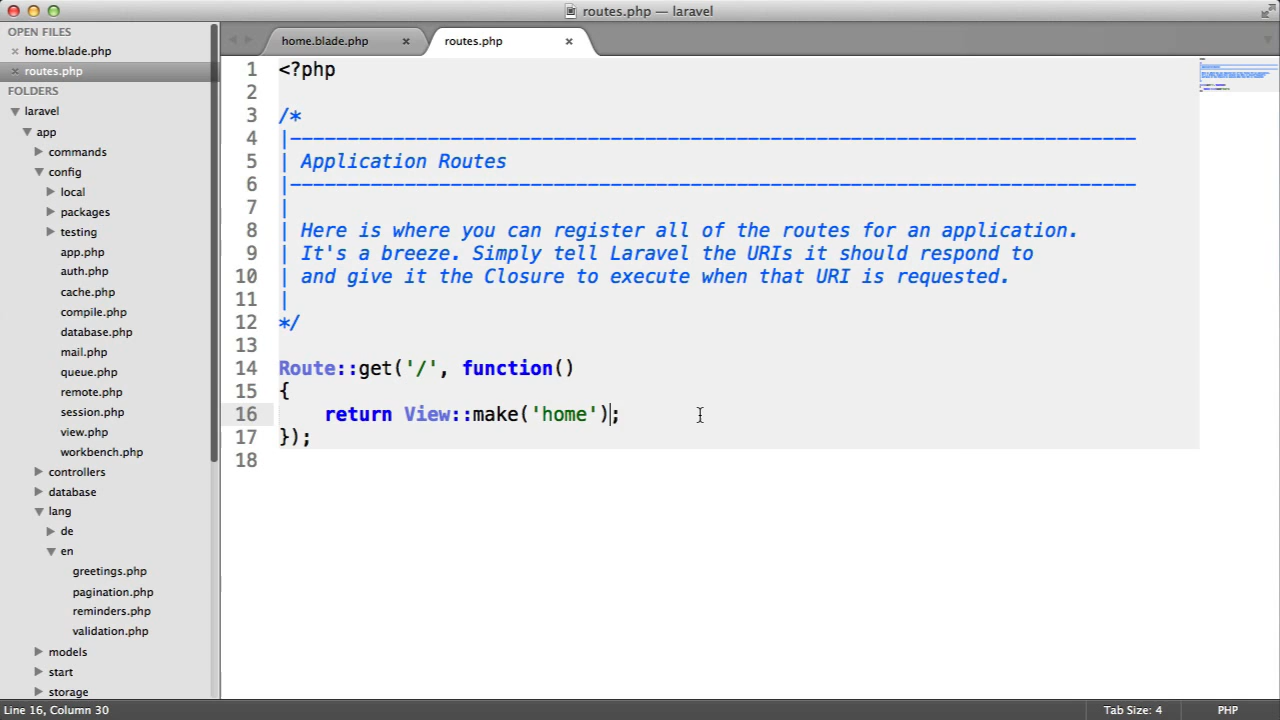 routes.php — laravel
OPEN FILES
home.blade.php
routes.php
FOLDERS
laravel
app
commands
config
local
packages
testing
app.php
auth.php
cache.php
compile.php
database.php
mail.php
queue.php
remote.php
session.php
view.php
workbench.php
controllers
database
lang
de
en
greetings.php
pagination.php
reminders.php
validation.php
models
start
storage
home.blade.php
routes.php
1 <?php
2
3 /*
4 |--------------------------------------------------------------------------
5 | Application Routes
6 |--------------------------------------------------------------------------
7 |
8 | Here is where you can register all of the routes for an application.
9 | It's a breeze. Simply tell Laravel the URIs it should respond to
10 | and give it the Closure to execute when that URI is requested.
11 |
12 */
13
14 Route::get('/', function()
15 {
16 return View::make('home');
17 });
18
Line 16, Column 30
Tab Size: 4
PHP